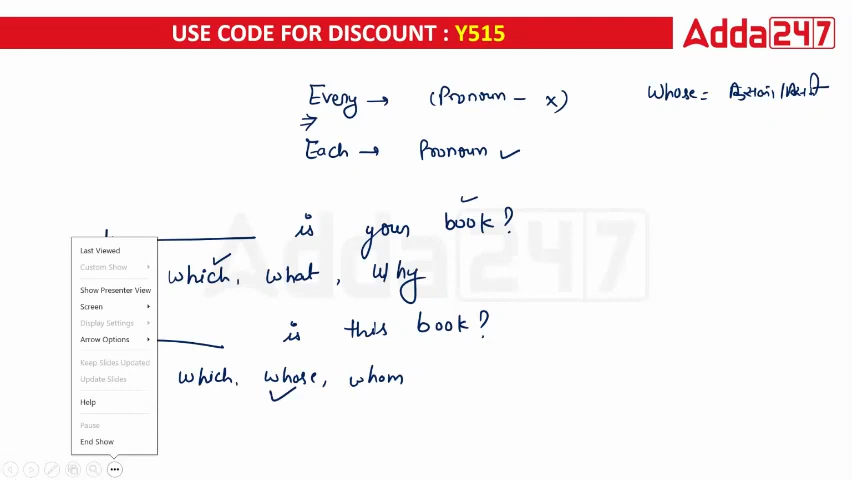 USE CODE FOR DISCOUNT : Y515
Adda247
Every → (Pronoun - x)
Whose =
Each → Pronoun ✓
is your book?
which, what, Why
is this book?
which, whose, whom
Last Viewed
Custom Show
Show Presenter View
Screen
Display Settings
Arrow Options
Keep Slides Updated
Update Slides
Help
Pause
End Show
Adda247